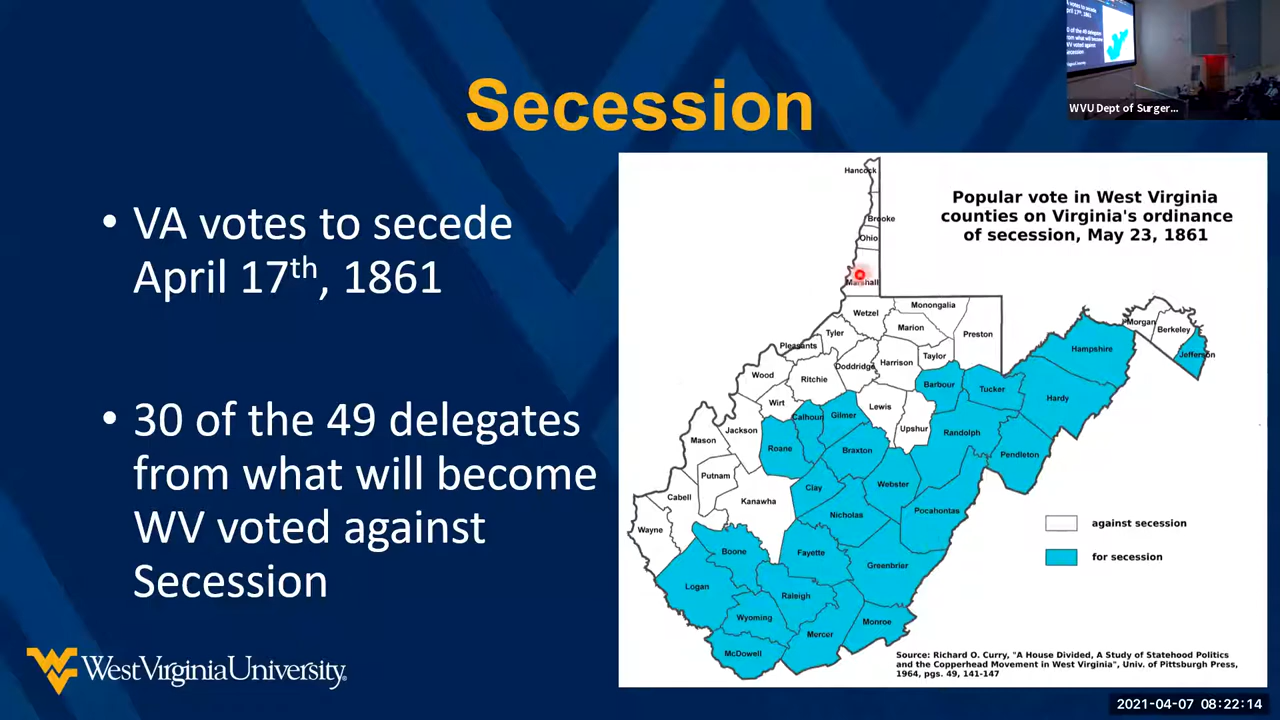 Secession
• VA votes to secede
April 17th, 1861
• 30 of the 49 delegates
from what will become
WV voted against
Secession
WestVirginiaUniversity.
Popular vote in West Virginia
counties on Virginia's ordinance
of secession, May 23, 1861
Hancock
Brooke
Ohio
Marshall
Wetzel
Monongalia
Marion
Preston
Tyler
Pleasants
Doddridge
Harrison
Taylor
Wood
Ritchie
Wirt
Morgan
Berkeley
Jefferson
Hampshire
Hardy
Barbour
Tucker
Lewis
Upshur
Randolph
Pendleton
Calhoun
Gilmer
Jackson
Mason
Roane
Braxton
Putnam
Clay
Webster
Cabell
Kanawha
Pocahontas
Nicholas
Wayne
Boone
Fayette
Greenbrier
Logan
Raleigh
Wyoming
Monroe
Mercer
McDowell
against secession
for secession
Source: Richard O. Curry, "A House Divided, A Study of Statehood Politics
and the Copperhead Movement in West Virginia", Univ. of Pittsburgh Press,
1964, pgs. 49, 141-147
WVU Dept of Surger...
2021-04-07 08:22:14